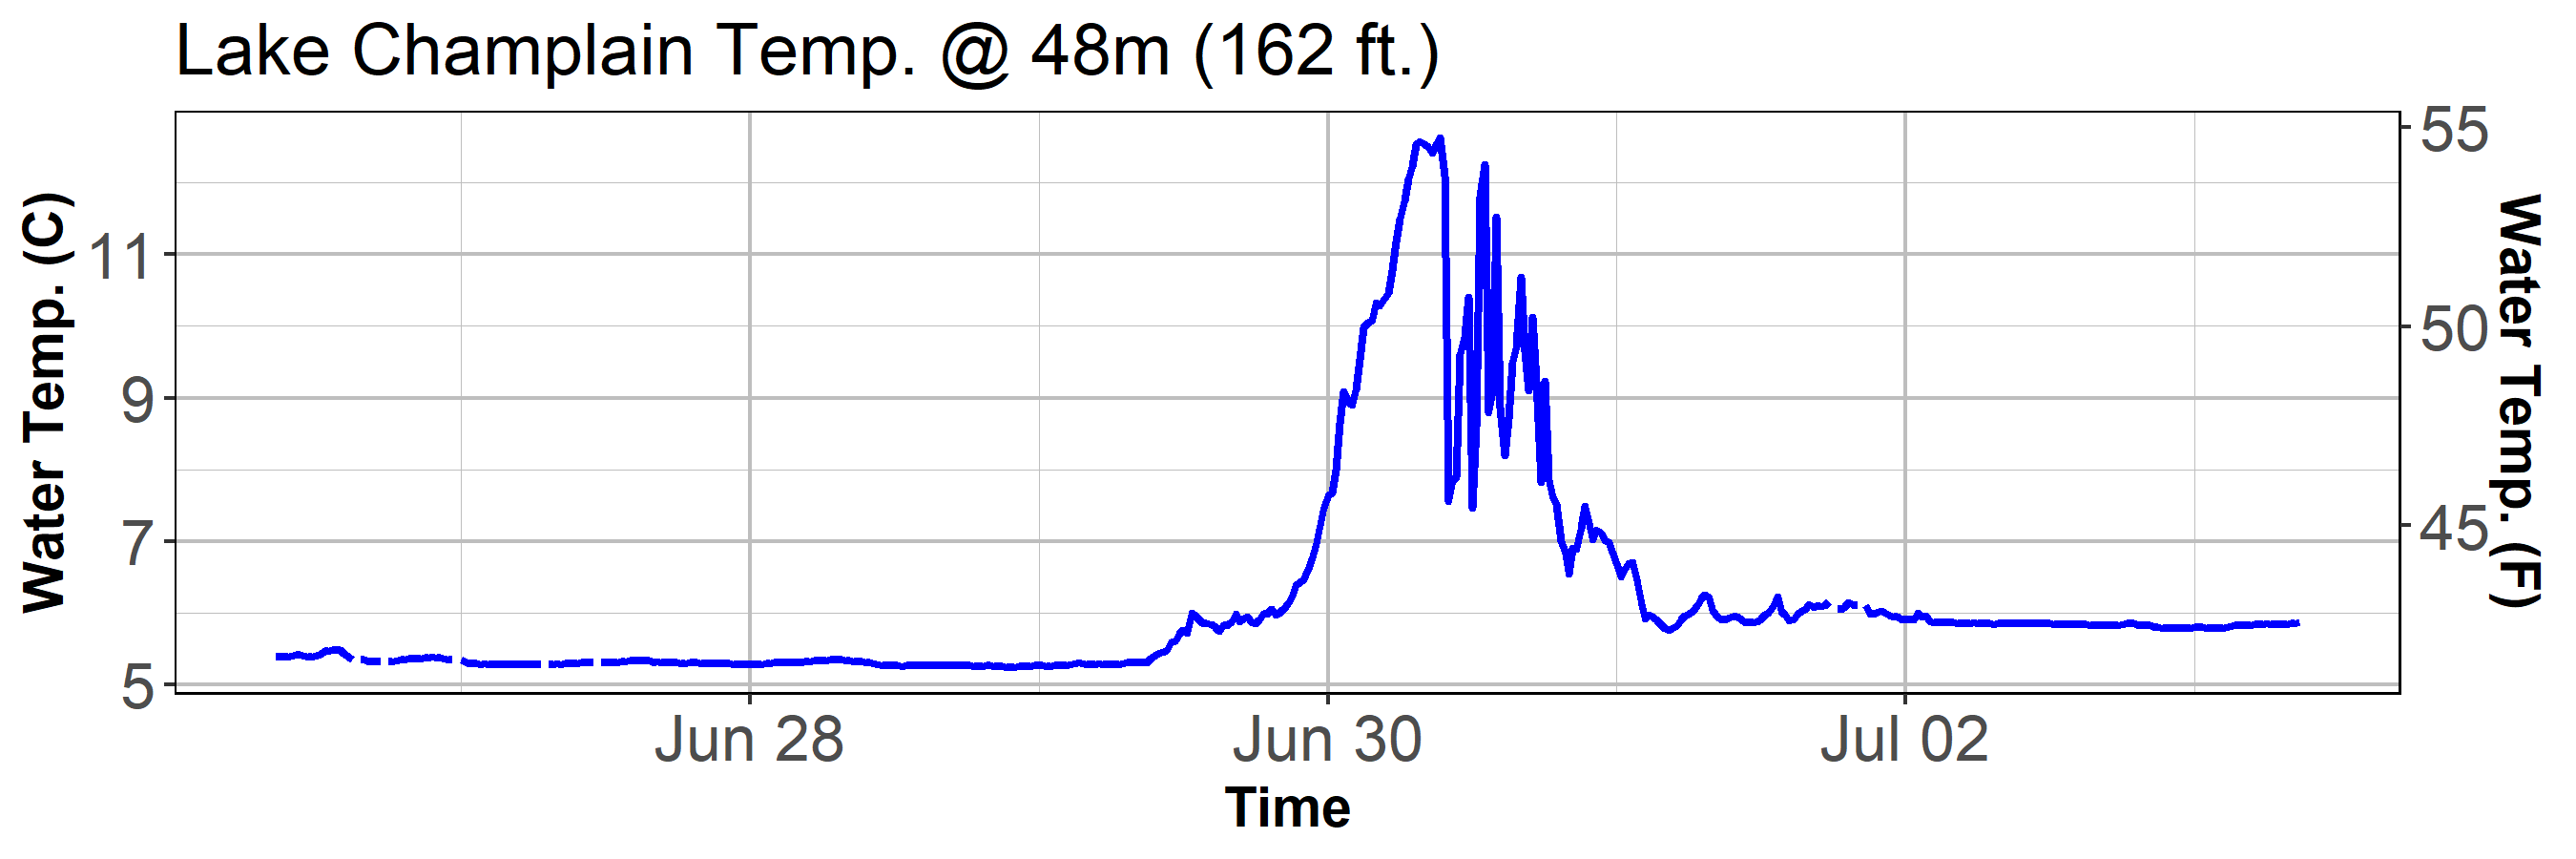 Lake Champlain Temp. @ 48m (162 ft.)
Water Temp. (C)
11
9
7
5
55
50
45
Water Temp. (F)
Jun 28
Jun 30
Jul 02
Time